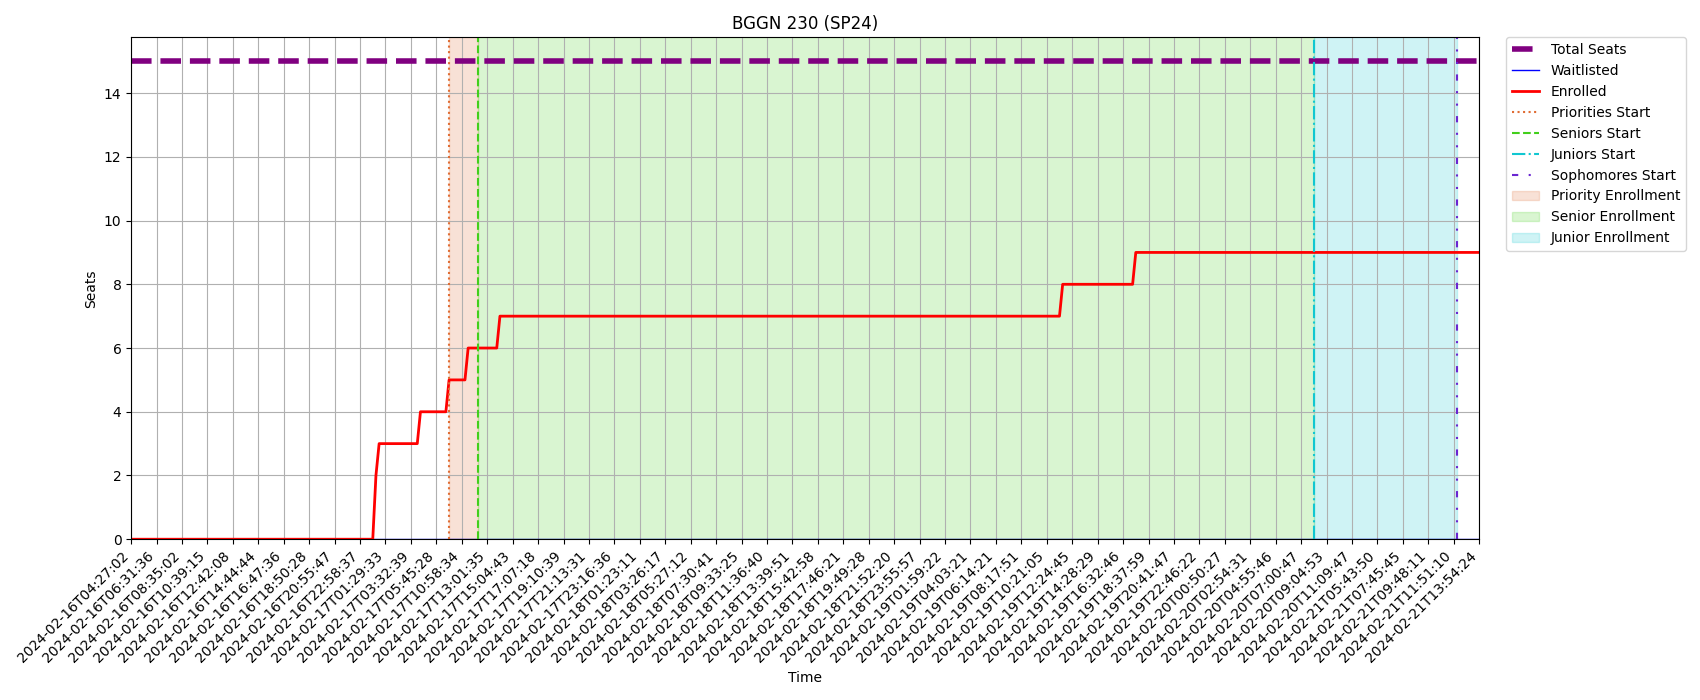 BGGN 230 (SP24)
Total Seats
Waitlisted
Enrolled
Priorities Start
Seniors Start
Juniors Start
Sophomores Start
Priority Enrollment
Senior Enrollment
Junior Enrollment
Seats
14
12
10
8
6
4
2
0
2024-02-16T04:27:02
2024-02-16T06:31:36
2024-02-16T08:35:02
2024-02-16T10:39:15
2024-02-16T12:42:08
2024-02-16T14:44:44
2024-02-16T16:47:36
2024-02-16T18:50:28
2024-02-16T20:55:47
2024-02-16T22:58:37
2024-02-17T01:29:33
2024-02-17T03:32:39
2024-02-17T05:45:28
2024-02-17T10:58:34
2024-02-17T13:01:35
2024-02-17T15:04:43
2024-02-17T17:07:18
2024-02-17T19:10:39
2024-02-17T21:13:31
2024-02-17T23:16:36
2024-02-18T01:23:11
2024-02-18T03:26:17
2024-02-18T05:27:12
2024-02-18T07:30:41
2024-02-18T09:33:25
2024-02-18T11:36:40
2024-02-18T13:39:51
2024-02-18T15:42:58
2024-02-18T17:46:21
2024-02-18T19:49:28
2024-02-18T21:52:20
2024-02-18T23:55:57
2024-02-19T01:59:22
2024-02-19T04:03:21
2024-02-19T06:14:21
2024-02-19T08:17:51
2024-02-19T10:21:05
2024-02-19T12:24:45
2024-02-19T14:28:29
2024-02-19T16:32:46
2024-02-19T18:37:59
2024-02-19T20:41:47
2024-02-19T22:46:22
2024-02-20T00:50:27
2024-02-20T02:54:31
2024-02-20T04:55:46
2024-02-20T07:00:47
2024-02-20T09:04:53
2024-02-20T11:09:47
2024-02-21T05:43:50
2024-02-21T07:45:45
2024-02-21T09:48:11
2024-02-21T11:51:10
2024-02-21T13:54:24
Time